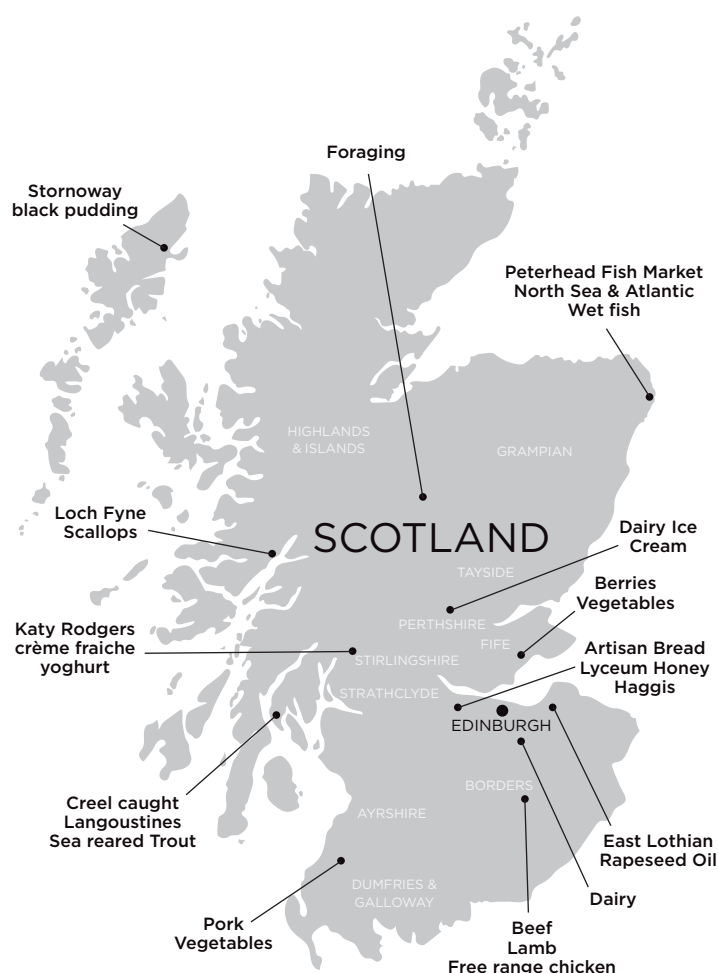 Foraging
Stornoway
black pudding
Peterhead Fish Market
North Sea & Atlantic
Wet fish
HIGHLANDS
& ISLANDS
GRAMPIAN
Loch Fyne
Scallops
SCOTLAND
Dairy Ice
Cream
TAYSIDE
Berries
Vegetables
PERTHSHIRE
FIFE
Katy Rodgers
crème fraiche
yoghurt
STIRLINGSHIRE
Artisan Bread
Lyceum Honey
Haggis
STRATHCLYDE
EDINBURGH
BORDERS
Creel caught
Langoustines
Sea reared Trout
AYRSHIRE
East Lothian
Rapeseed Oil
DUMFRIES &
GALLOWAY
Dairy
Pork
Vegetables
Beef
Lamb
Free range chicken